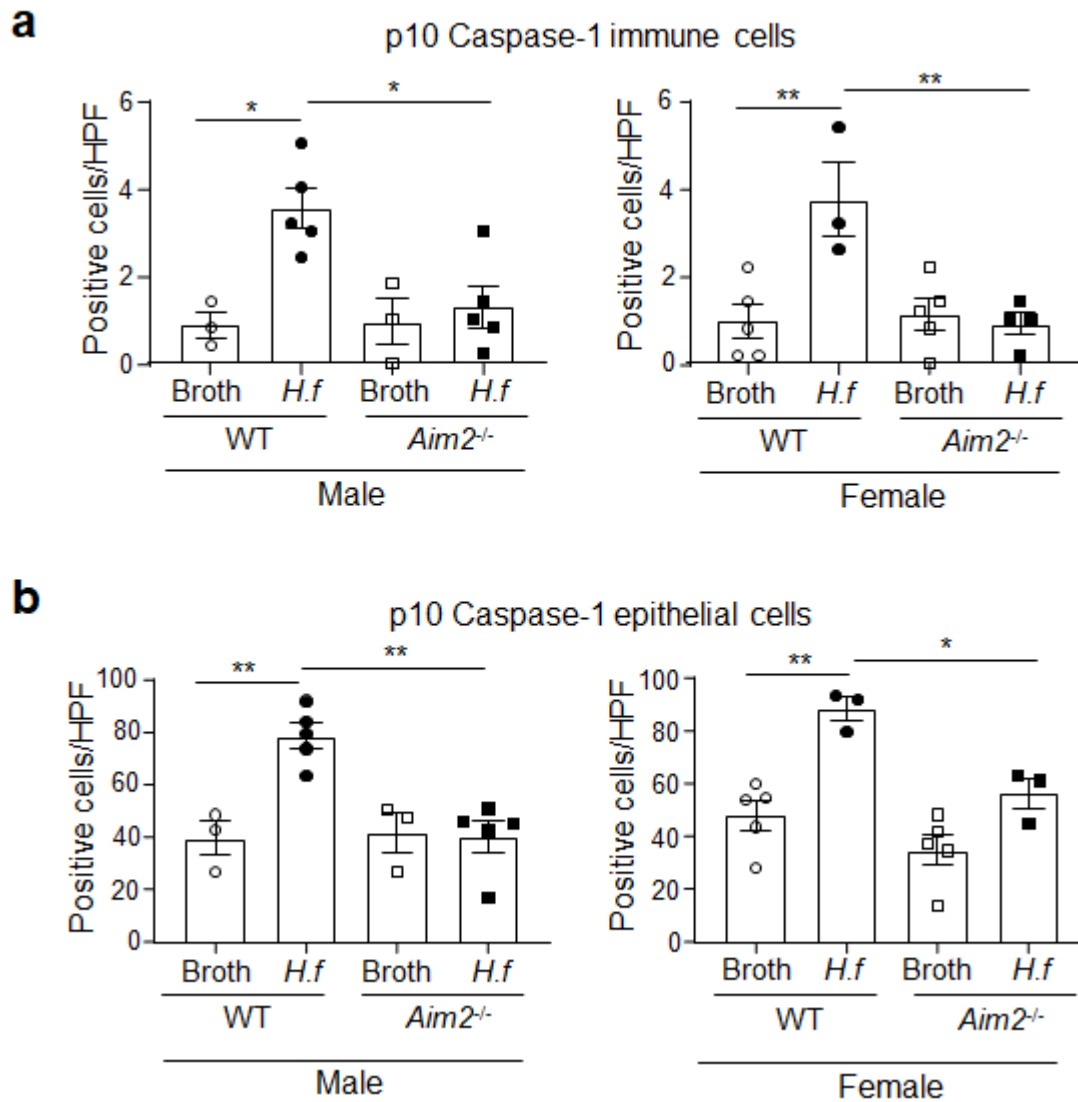 a
p10 Caspase-1 immune cells
Positive cells/HPF
6
4
2
0
*
*
Broth H.f Broth H.f
WT Aim2-/-
Male
Positive cells/HPF
6
4
2
0
**
**
Broth H.f Broth H.f
WT Aim2-/-
Female
b
p10 Caspase-1 epithelial cells
Positive cells/HPF
100
80
60
40
20
0
**
**
Broth H.f Broth H.f
WT Aim2-/-
Male
Positive cells/HPF
100
80
60
40
20
0
**
*
Broth H.f Broth H.f
WT Aim2-/-
Female